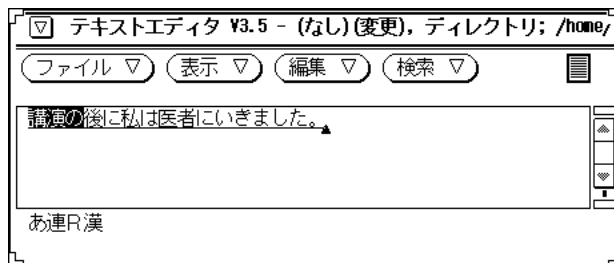 テキストエディタ V3.5 - (なし)(変更), ディレクトリ; /home/
ファイル ▽ 表示 ▽ 編集 ▽ 検索 ▽
講演の後に私は医者にいきました。
あ連R漢